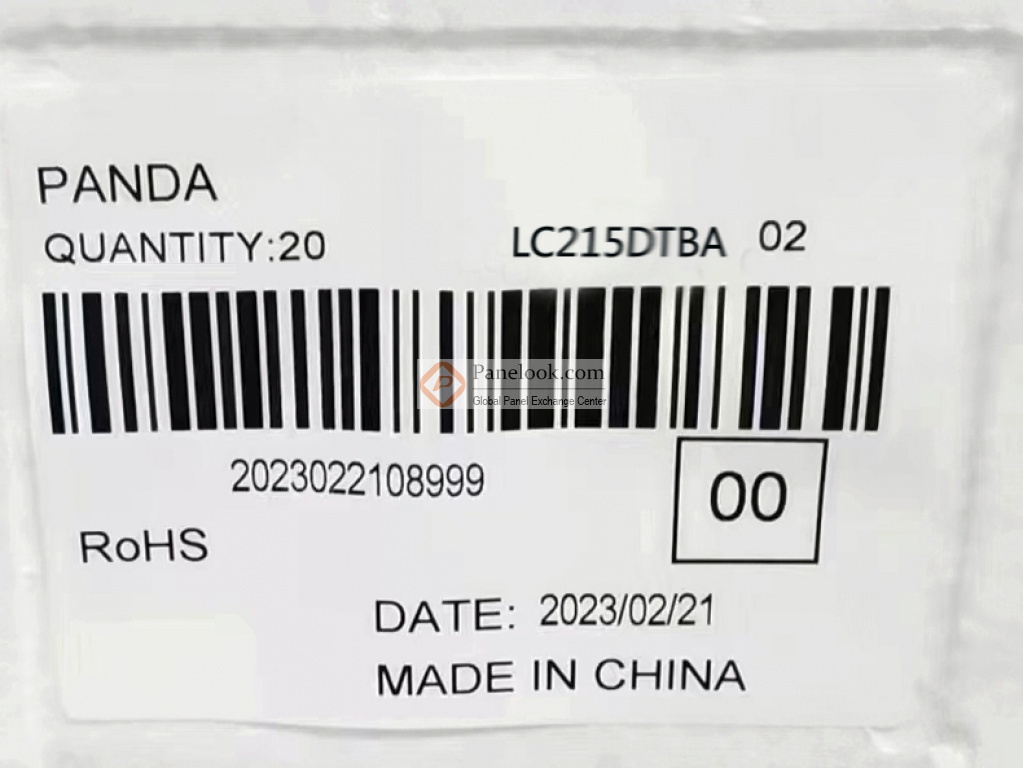 PANDA
QUANTITY:20 LC215DTBA 02
Panelook.com
Global Panel Exchange Center
2023022108999
00
RoHS
DATE: 2023/02/21
MADE IN CHINA